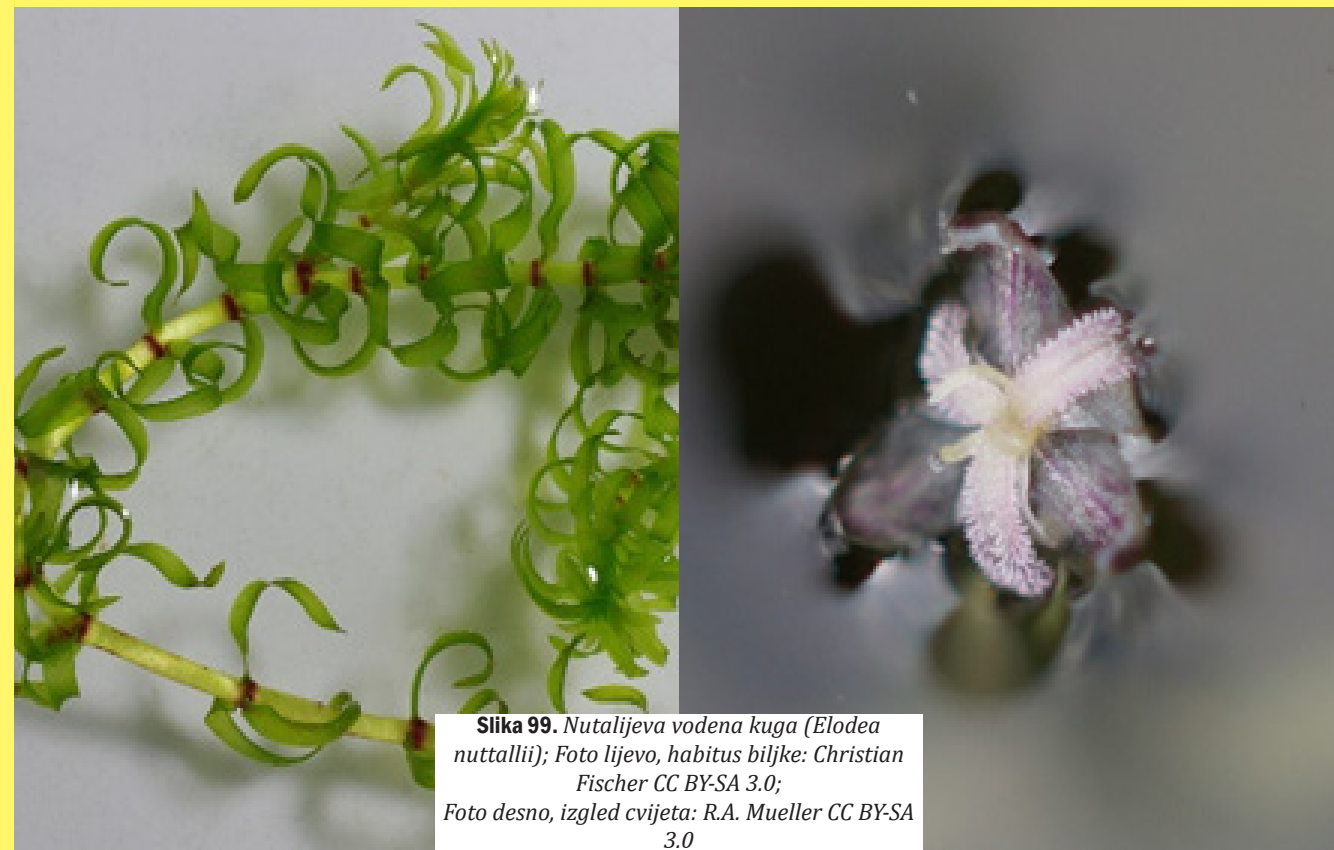 Slika 99. Nutalijeva vodena kuga (Elodea
nuttallii); Foto lijevo, habitus biljke: Christian
Fischer CC BY-SA 3.0;
Foto desno, izgled cvijeta: R.A. Mueller CC BY-SA
3.0